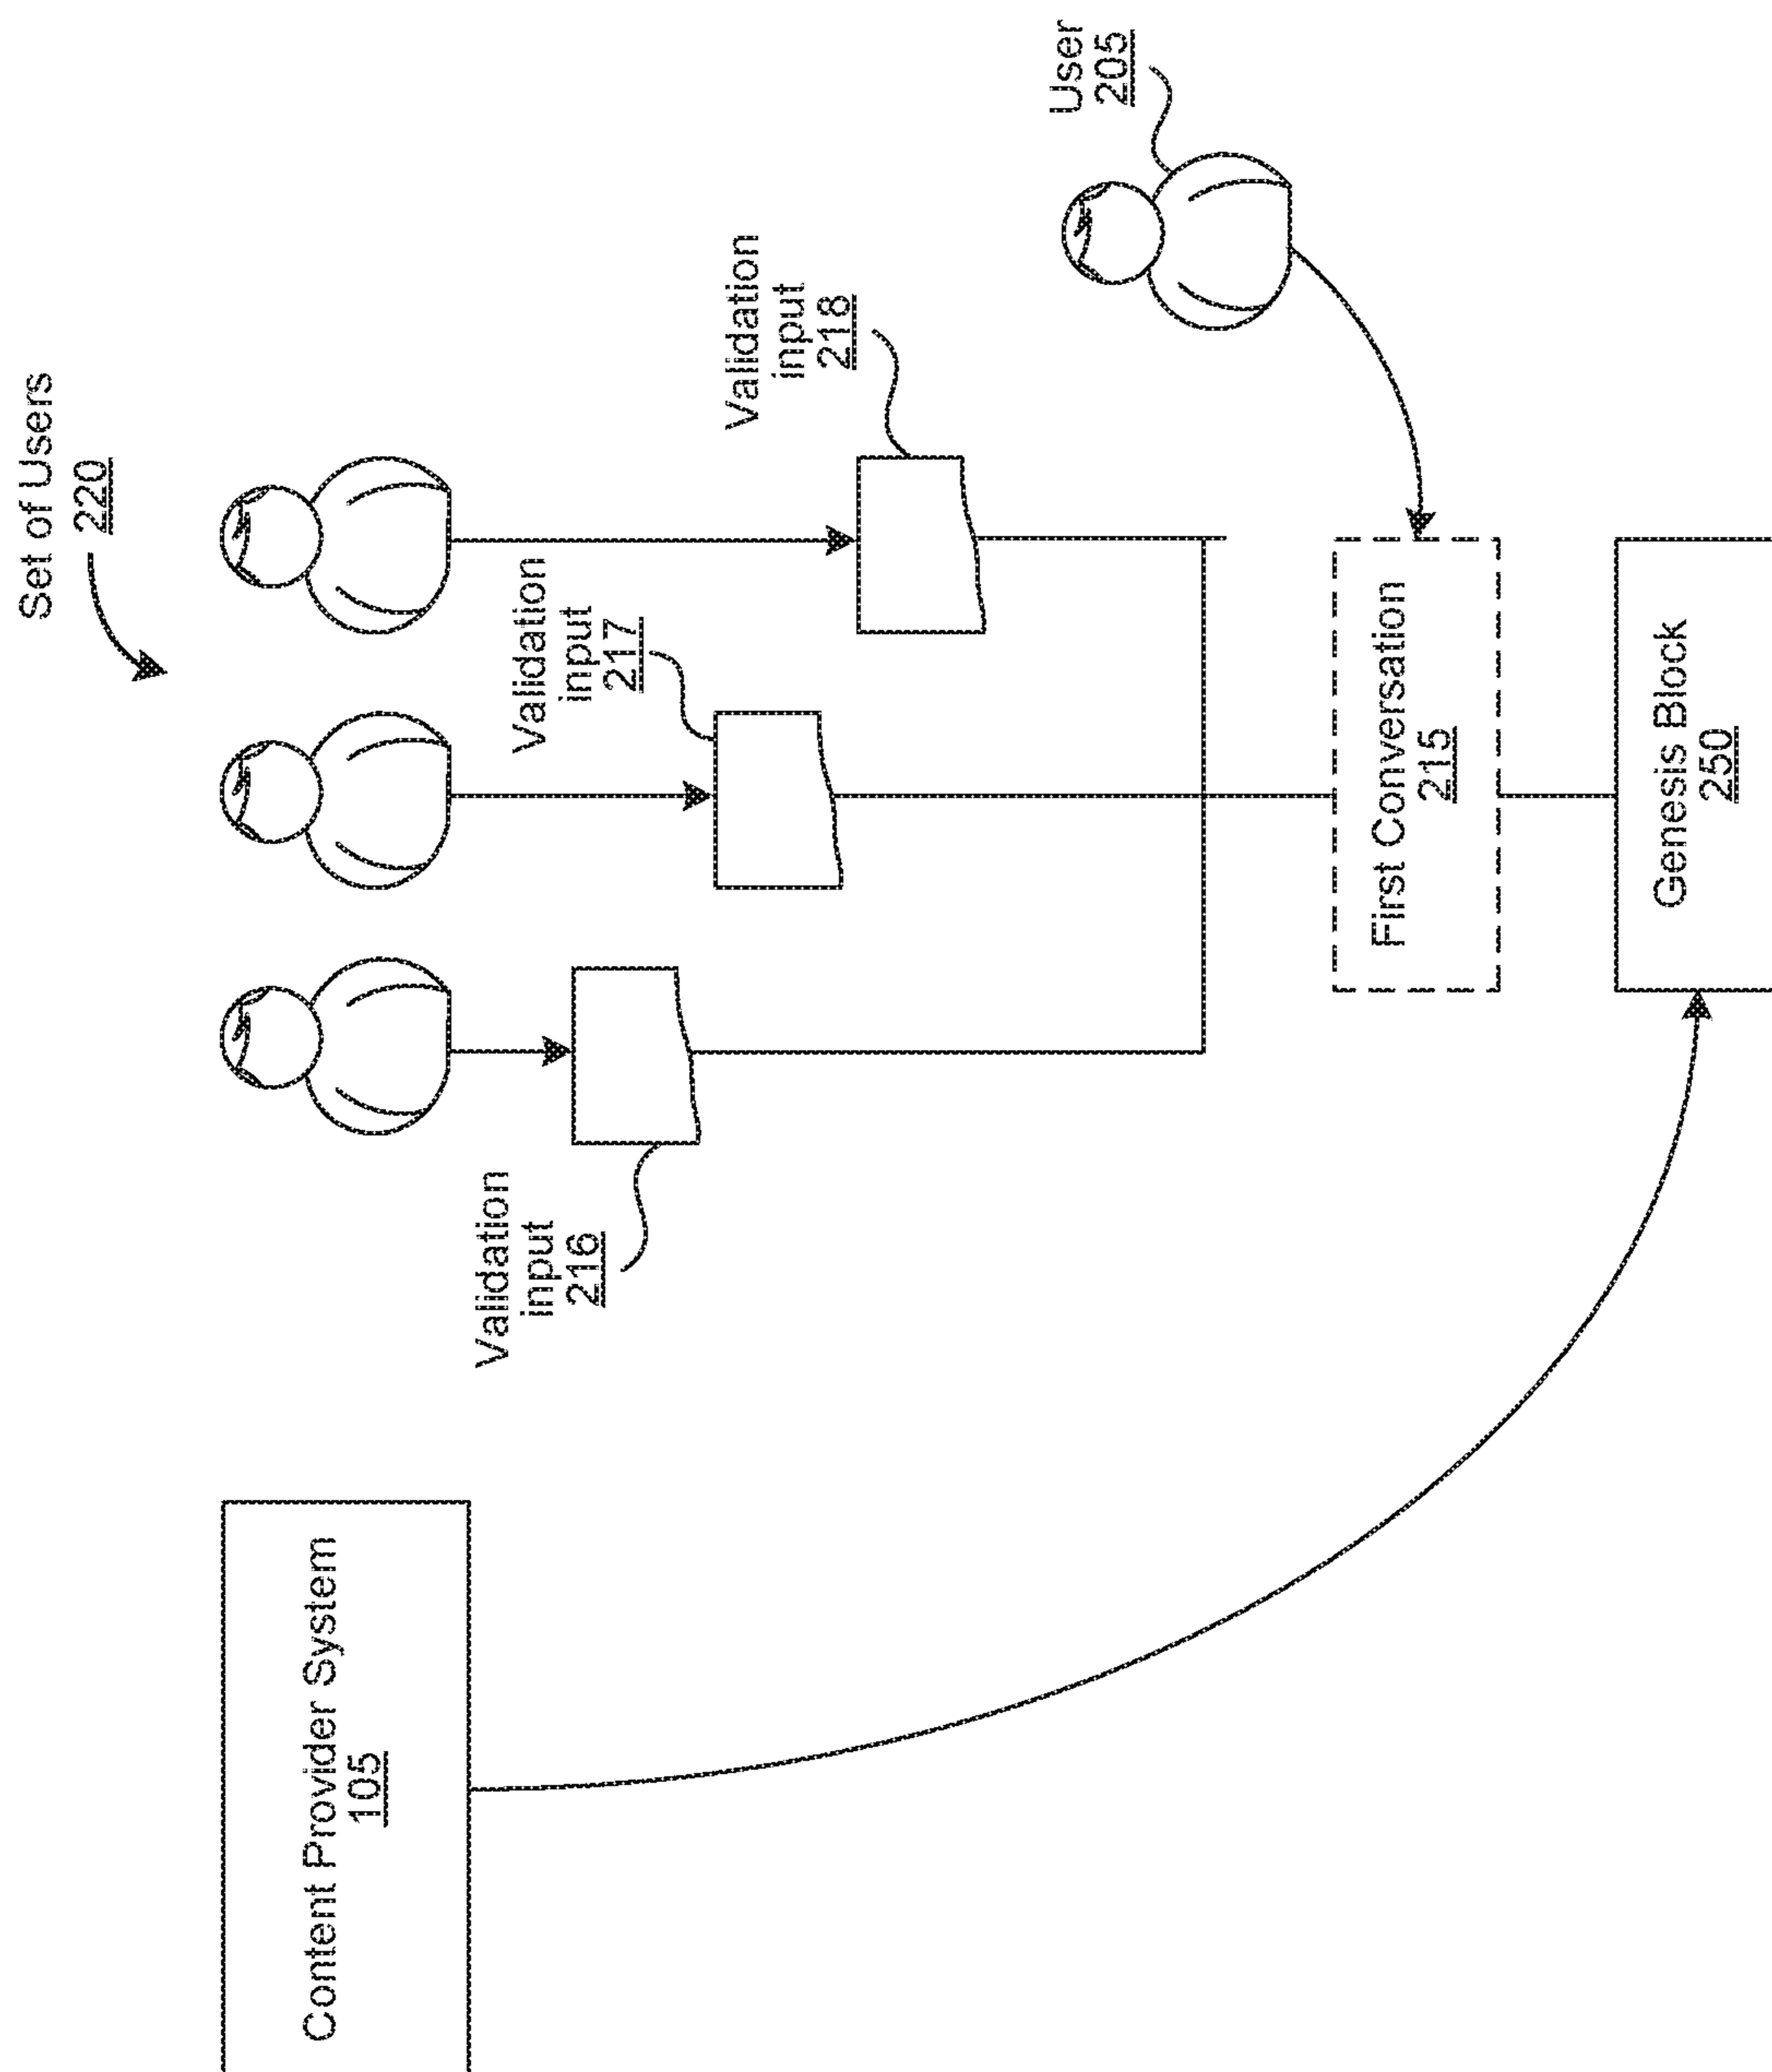 Content Provider System
105
Set of Users
220
Validation
input
216
Validation
input
217
Validation
input
218
User
205
First Conversation
215
Genesis Block
250